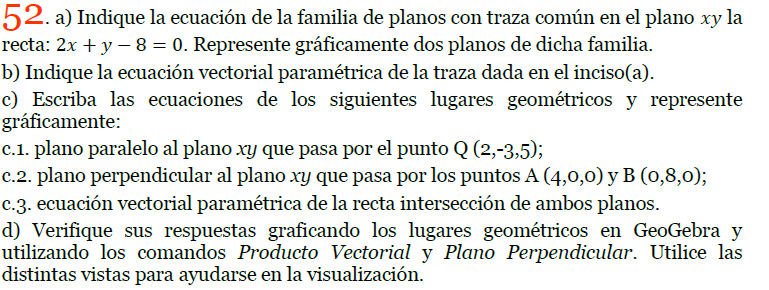 52. a) Indique la ecuación de la familia de planos con traza común en el plano xy la
recta: 2x + y − 8 = 0. Represente gráficamente dos planos de dicha familia.
b) Indique la ecuación vectorial paramétrica de la traza dada en el inciso(a).
c) Escriba las ecuaciones de los siguientes lugares geométricos y represente
gráficamente:
c.1. plano paralelo al plano xy que pasa por el punto Q (2,-3,5);
c.2. plano perpendicular al plano xy que pasa por los puntos A (4,0,0) y B (0,8,0);
c.3. ecuación vectorial paramétrica de la recta intersección de ambos planos.
d) Verifique sus respuestas graficando los lugares geométricos en GeoGebra y
utilizando los comandos Producto Vectorial y Plano Perpendicular. Utilice las
distintas vistas para ayudarse en la visualización.